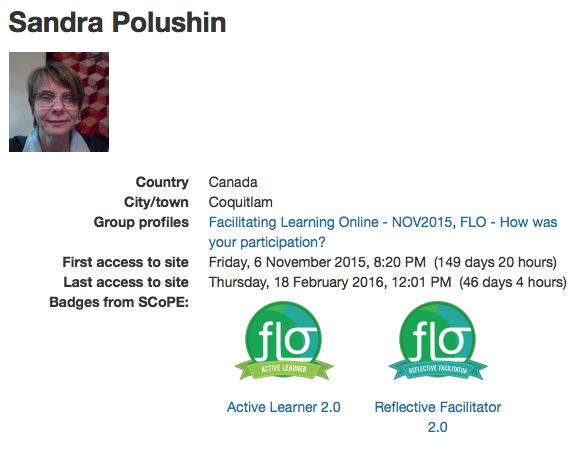 Sandra Polushin
Country Canada
City/town Coquitlam
Group profiles Facilitating Learning Online - NOV2015, FLO - How was
your participation?
First access to site Friday, 6 November 2015, 8:20 PM (149 days 20 hours)
Last access to site Thursday, 18 February 2016, 12:01 PM (46 days 4 hours)
Badges from SCoPE:
flo flo
ACTIVE LEARNER REFLECTIVE FACILITATOR
Active Learner 2.0 Reflective Facilitator
2.0